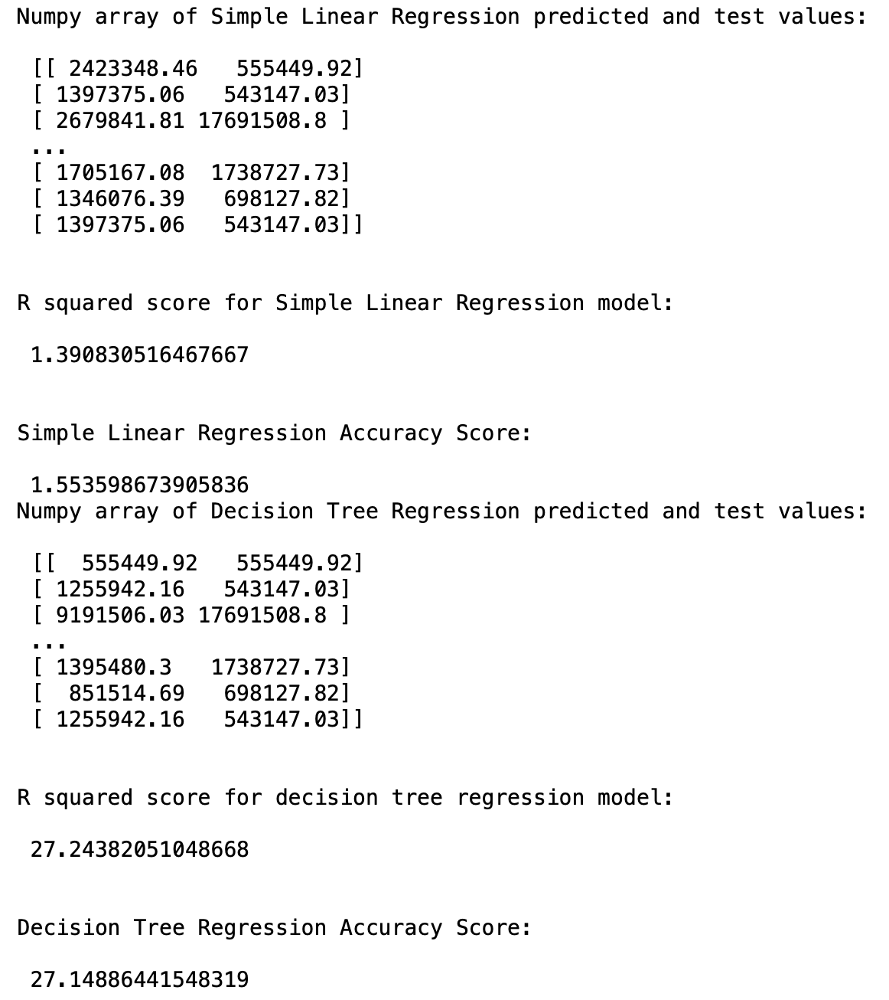 Numpy array of Simple Linear Regression predicted and test values:
[[ 2423348.46   555449.92]
[ 1397375.06   543147.03]
[ 2679841.81 17691508.8 ]
...
[ 1705167.08  1738727.73]
[ 1346076.39   698127.82]
[ 1397375.06   543147.03]]
R squared score for Simple Linear Regression model:
1.390830516467667
Simple Linear Regression Accuracy Score:
1.553598673905836
Numpy array of Decision Tree Regression predicted and test values:
[[  555449.92   555449.92]
[ 1255942.16   543147.03]
[ 9191506.03 17691508.8 ]
...
[ 1395480.3   1738727.73]
[  851514.69   698127.82]
[ 1255942.16   543147.03]]
R squared score for decision tree regression model:
27.24382051048668
Decision Tree Regression Accuracy Score:
27.14886441548319